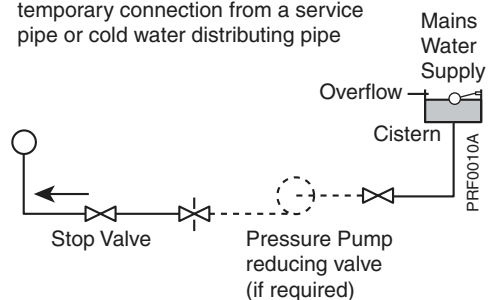 temporary connection from a service
pipe or cold water distributing pipe
Mains
Water
Supply
Overflow
Cistern
PRF0010A
Stop Valve
Pressure Pump
reducing valve
(if required)